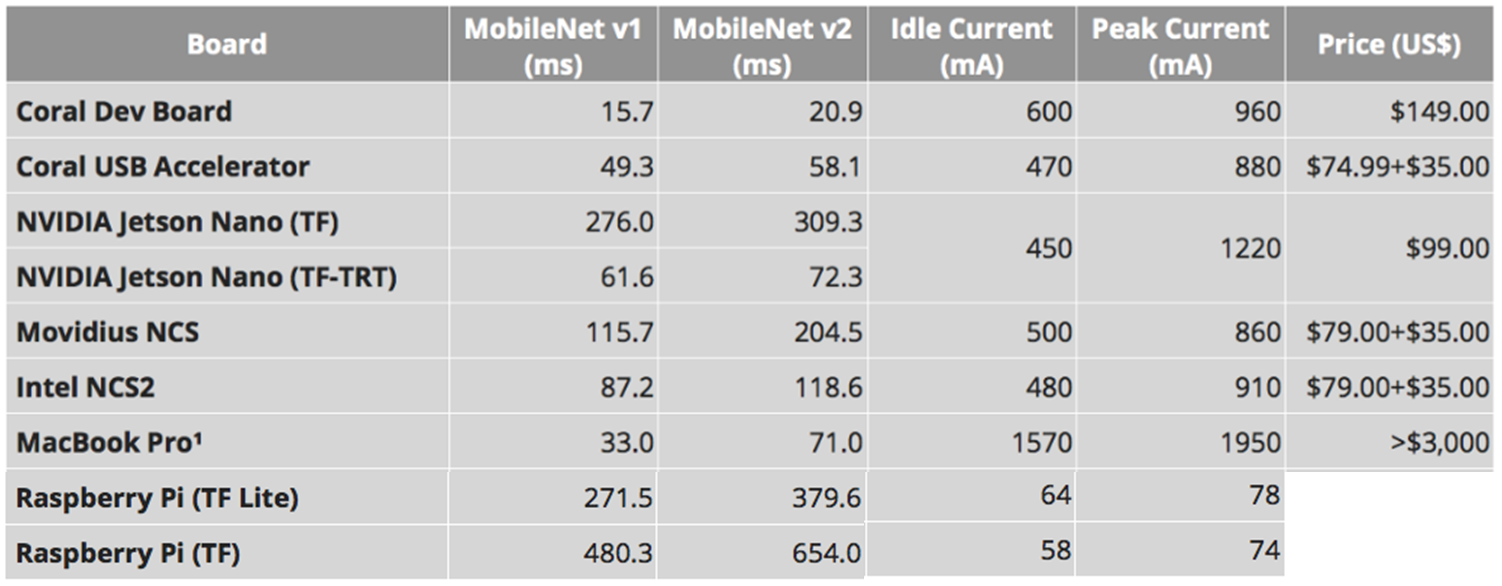 Board MobileNet v1 (ms) MobileNet v2 (ms) Idle Current (mA) Peak Current (mA) Price (US$)
Coral Dev Board 15.7 20.9 600 960 $149.00
Coral USB Accelerator 49.3 58.1 470 880 $74.99+$35.00
NVIDIA Jetson Nano (TF) 276.0 309.3
450 1220 $99.00
NVIDIA Jetson Nano (TF-TRT) 61.6 72.3
Movidius NCS 115.7 204.5 500 860 $79.00+$35.00
Intel NCS2 87.2 118.6 480 910 $79.00+$35.00
MacBook Pro¹ 33.0 71.0 1570 1950 >$3,000
Raspberry Pi (TF Lite) 271.5 379.6 64 78
Raspberry Pi (TF) 480.3 654.0 58 74